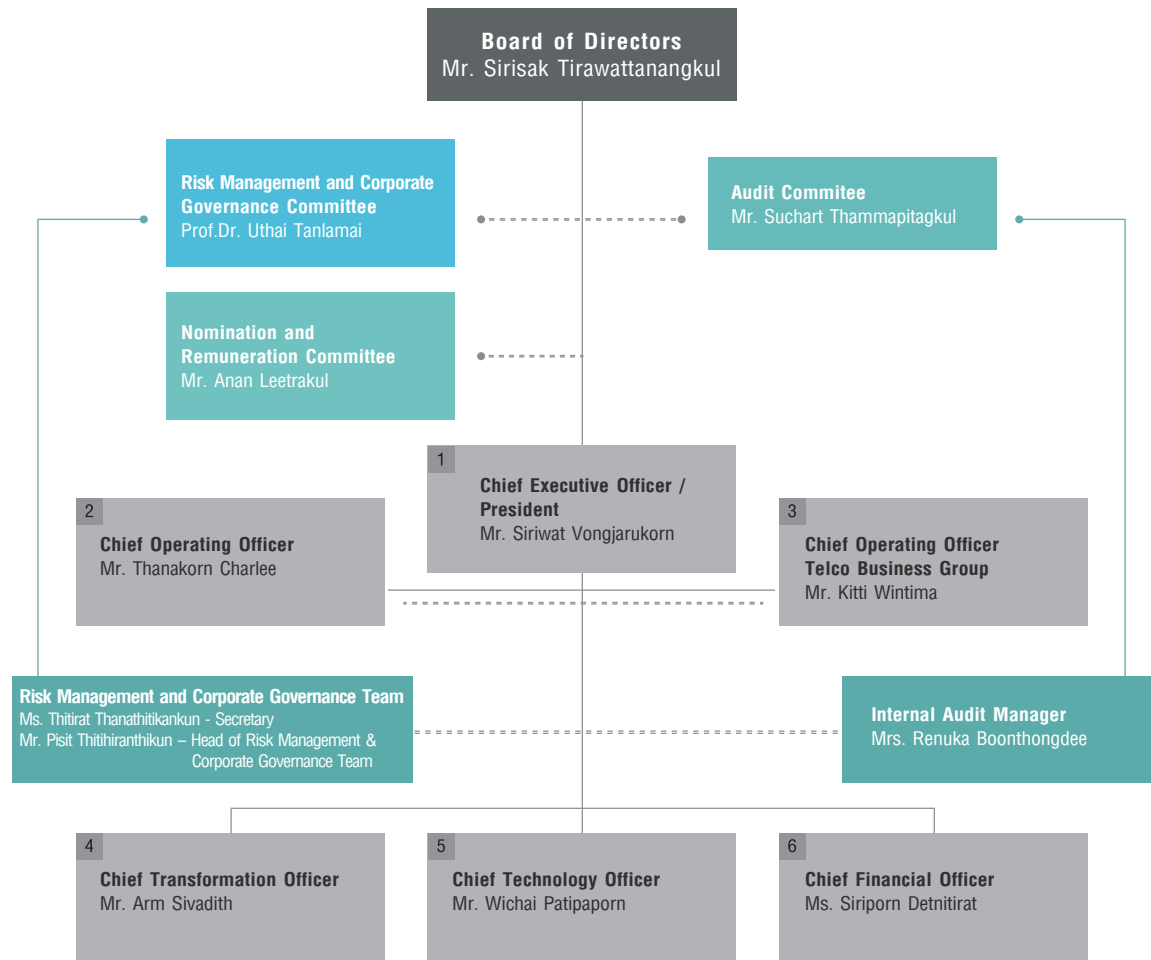 Board of Directors
Mr. Sirisak Tirawattanangkul
Risk Management and Corporate
Governance Committee
Prof.Dr. Uthai Tanlamai
Audit Commitee
Mr. Suchart Thammapitagkul
Nomination and
Remuneration Committee
Mr. Anan Leetrakul
1
Chief Executive Officer /
President
Mr. Siriwat Vongjarukorn
2
Chief Operating Officer
Mr. Thanakorn Charlee
3
Chief Operating Officer
Telco Business Group
Mr. Kitti Wintima
Risk Management and Corporate Governance Team
Ms. Thitirat Thanathitikankun - Secretary
Mr. Pisit Thitihiranthikun – Head of Risk Management &
Corporate Governance Team
Internal Audit Manager
Mrs. Renuka Boonthongdee
4
Chief Transformation Officer
Mr. Arm Sivadith
5
Chief Technology Officer
Mr. Wichai Patipaporn
6
Chief Financial Officer
Ms. Siriporn Detnitirat